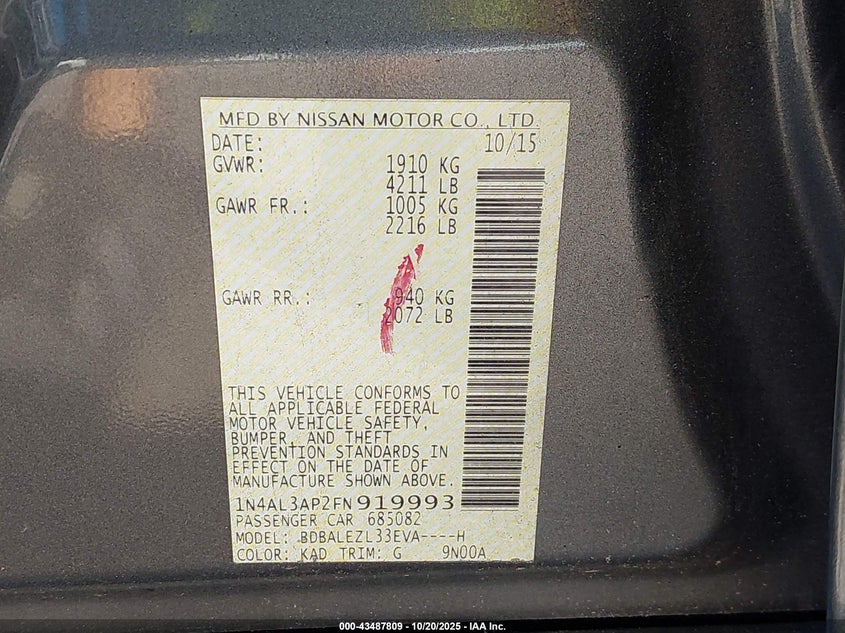 MFD BY NISSAN MOTOR CO., LTD.
DATE: 10/15
GVWR: 1910 KG
4211 LB
GAWR FR.: 1005 KG
2216 LB
GAWR RR.: 940 KG
2072 LB
THIS VEHICLE CONFORMS TO
ALL APPLICABLE FEDERAL
MOTOR VEHICLE SAFETY,
BUMPER, AND THEFT
PREVENTION STANDARDS IN
EFFECT ON THE DATE OF
MANUFACTURE SHOWN ABOVE.
1N4AL3AP2FN919993
PASSENGER CAR 685082
MODEL: BDBALEZL33EVA----H
COLOR: KAD TRIM: G 9N00A
000-43487809 - 10/20/2025 - IAA Inc.